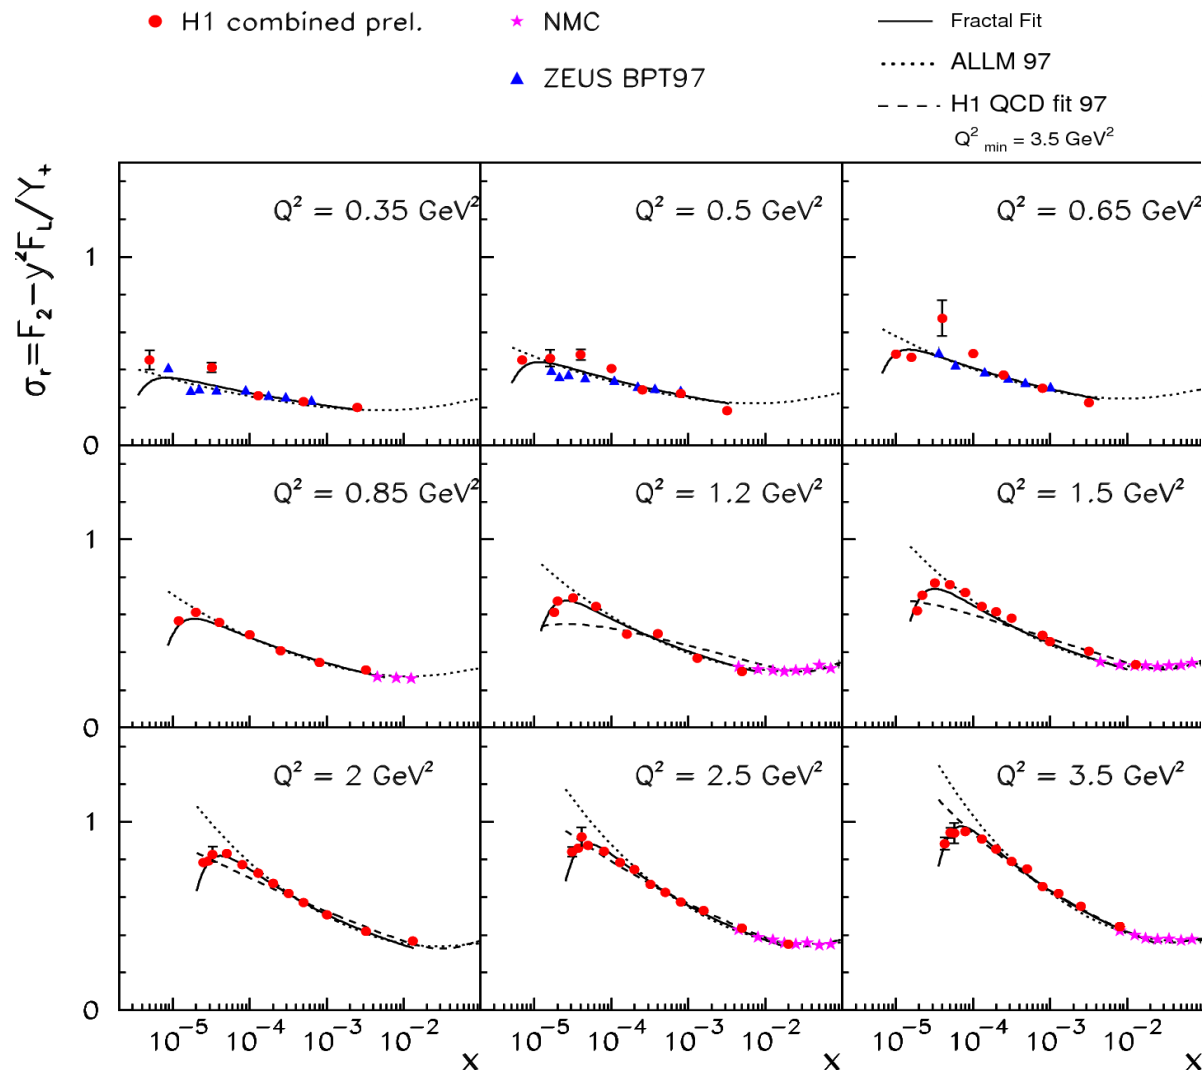 H1 combined prel.
NMC
ZEUS BPT97
Fractal Fit
ALLM 97
H1 QCD fit 97
Q² min = 3.5 GeV²
σr=F2−y²FL/Y+
Q² = 0.35 GeV²
Q² = 0.5 GeV²
Q² = 0.65 GeV²
1
0
Q² = 0.85 GeV²
Q² = 1.2 GeV²
Q² = 1.5 GeV²
1
0
Q² = 2 GeV²
Q² = 2.5 GeV²
Q² = 3.5 GeV²
1
0
10⁻⁵ 10⁻⁴ 10⁻³ 10⁻² 10⁻⁵ 10⁻⁴ 10⁻³ 10⁻² 10⁻⁵ 10⁻⁴ 10⁻³ 10⁻²
x x x